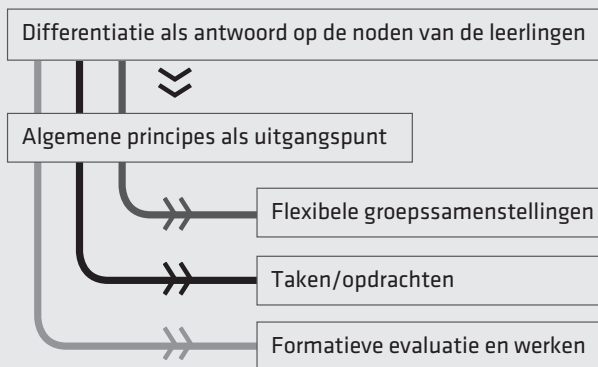 Differentiatie als antwoord op de noden van de leerlingen
Algemene principes als uitgangspunt
Flexibele groepssamenstellingen
Taken/opdrachten
Formatieve evaluatie en werken